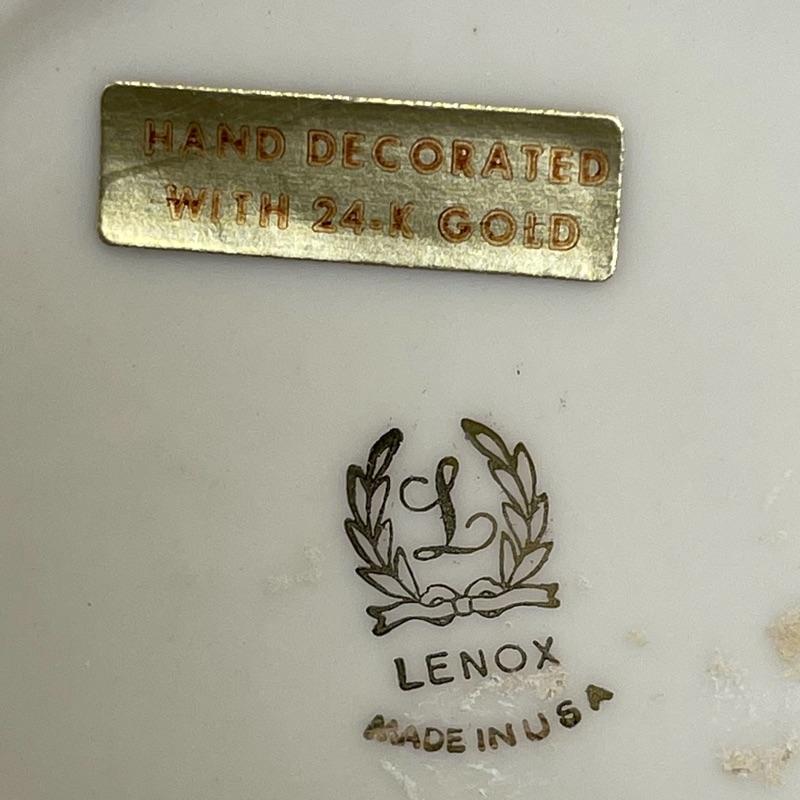 HAND DECORATED
WITH 24-K GOLD
L
LENOX
MADE IN USA